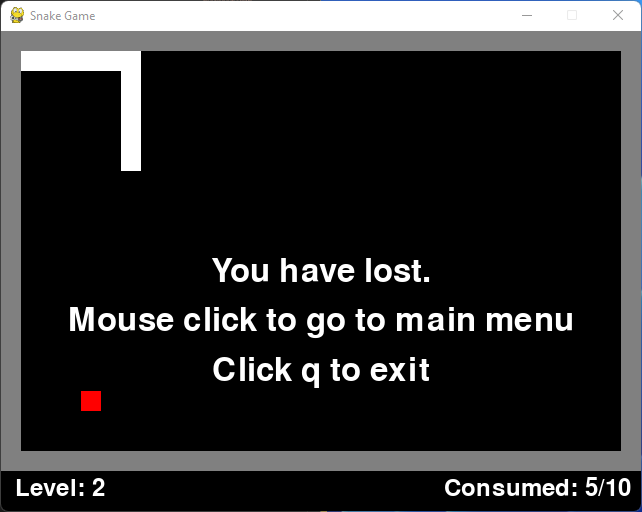 Snake Game
You have lost.
Mouse click to go to main menu
Click q to exit
Level: 2
Consumed: 5/10